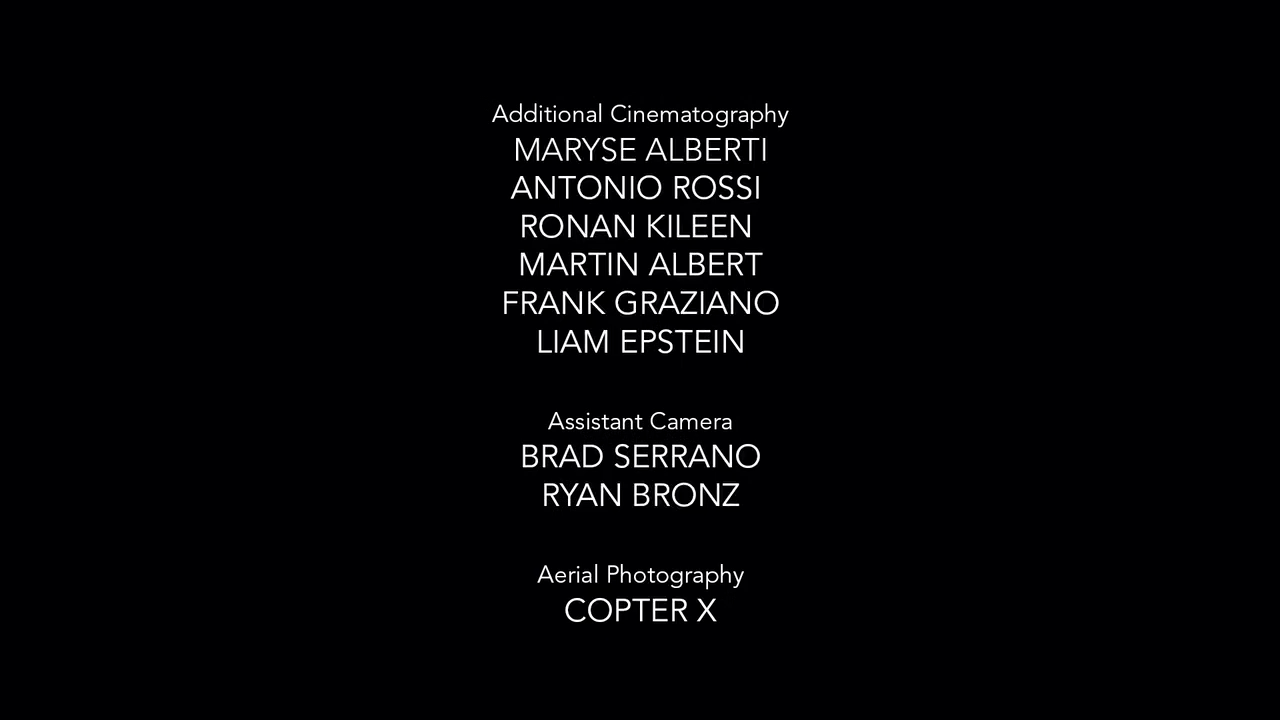 Additional Cinematography
MARYSE ALBERTI
ANTONIO ROSSI
RONAN KILEEN
MARTIN ALBERT
FRANK GRAZIANO
LIAM EPSTEIN
Assistant Camera
BRAD SERRANO
RYAN BRONZ
Aerial Photography
COPTER X